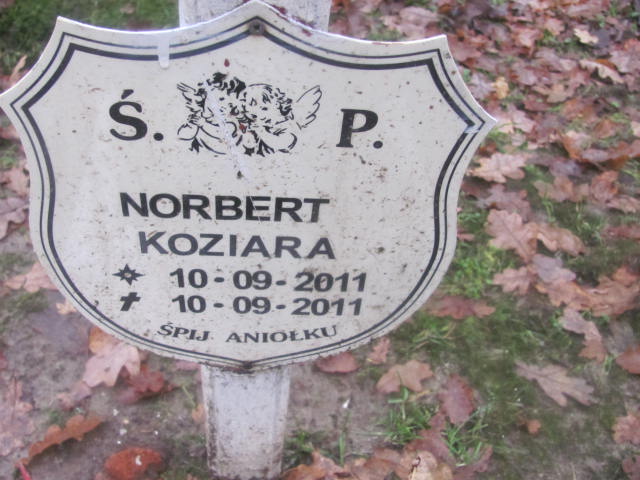 Ś. P.
NORBERT
KOZIARA
10-09-2011
✝ 10-09-2011
ŚPIJ ANIOŁKU